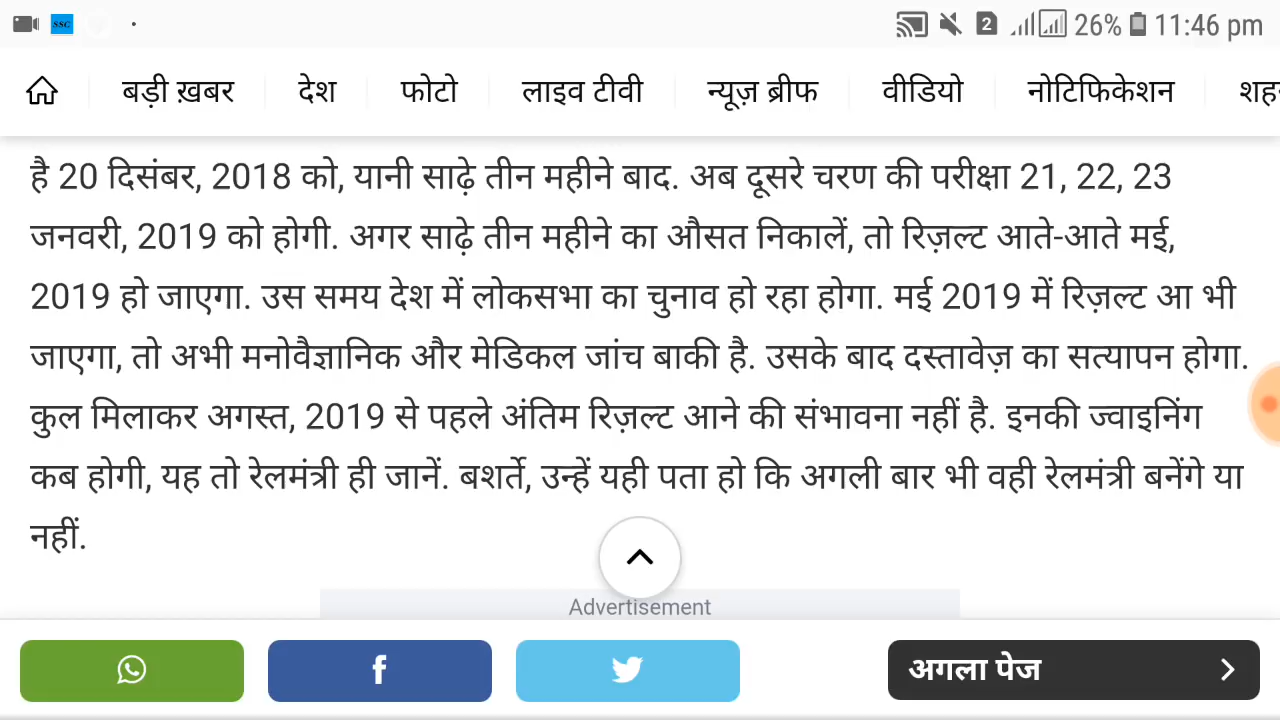 SSC
2 26% 11:46 pm
बड़ी ख़बर देश फोटो लाइव टीवी न्यूज़ ब्रीफ वीडियो नोटिफिकेशन शह
है 20 दिसंबर, 2018 को, यानी साढ़े तीन महीने बाद. अब दूसरे चरण की परीक्षा 21, 22, 23
जनवरी, 2019 को होगी. अगर साढ़े तीन महीने का औसत निकालें, तो रिज़ल्ट आते-आते मई,
2019 हो जाएगा. उस समय देश में लोकसभा का चुनाव हो रहा होगा. मई 2019 में रिज़ल्ट आ भी
जाएगा, तो अभी मनोवैज्ञानिक और मेडिकल जांच बाकी है. उसके बाद दस्तावेज़ का सत्यापन होगा.
कुल मिलाकर अगस्त, 2019 से पहले अंतिम रिज़ल्ट आने की संभावना नहीं है. इनकी ज्वाइनिंग
कब होगी, यह तो रेलमंत्री ही जानें. बशर्ते, उन्हें यही पता हो कि अगली बार भी वही रेलमंत्री बनेंगे या
नहीं.
Advertisement
अगला पेज